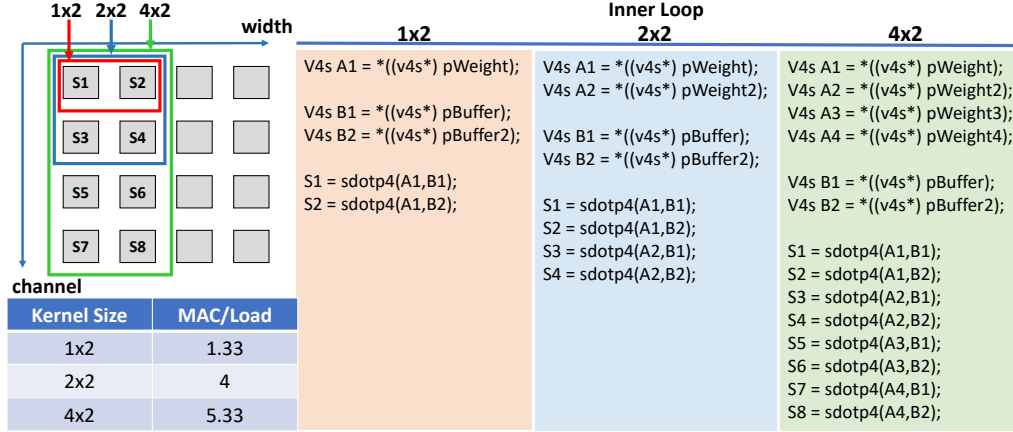 1x2 2x2 4x2
width
S1 S2
S3 S4
S5 S6
S7 S8
channel
Kernel Size MAC/Load
1x2 1.33
2x2 4
4x2 5.33
Inner Loop
1x2
V4s A1 = *((v4s*) pWeight);
V4s B1 = *((v4s*) pBuffer);
V4s B2 = *((v4s*) pBuffer2);
S1 = sdotp4(A1,B1);
S2 = sdotp4(A1,B2);
2x2
V4s A1 = *((v4s*) pWeight);
V4s A2 = *((v4s*) pWeight2);
V4s B1 = *((v4s*) pBuffer);
V4s B2 = *((v4s*) pBuffer2);
S1 = sdotp4(A1,B1);
S2 = sdotp4(A1,B2);
S3 = sdotp4(A2,B1);
S4 = sdotp4(A2,B2);
4x2
V4s A1 = *((v4s*) pWeight);
V4s A2 = *((v4s*) pWeight2);
V4s A3 = *((v4s*) pWeight3);
V4s A4 = *((v4s*) pWeight4);
V4s B1 = *((v4s*) pBuffer);
V4s B2 = *((v4s*) pBuffer2);
S1 = sdotp4(A1,B1);
S2 = sdotp4(A1,B2);
S3 = sdotp4(A2,B1);
S4 = sdotp4(A2,B2);
S5 = sdotp4(A3,B1);
S6 = sdotp4(A3,B2);
S7 = sdotp4(A4,B1);
S8 = sdotp4(A4,B2);